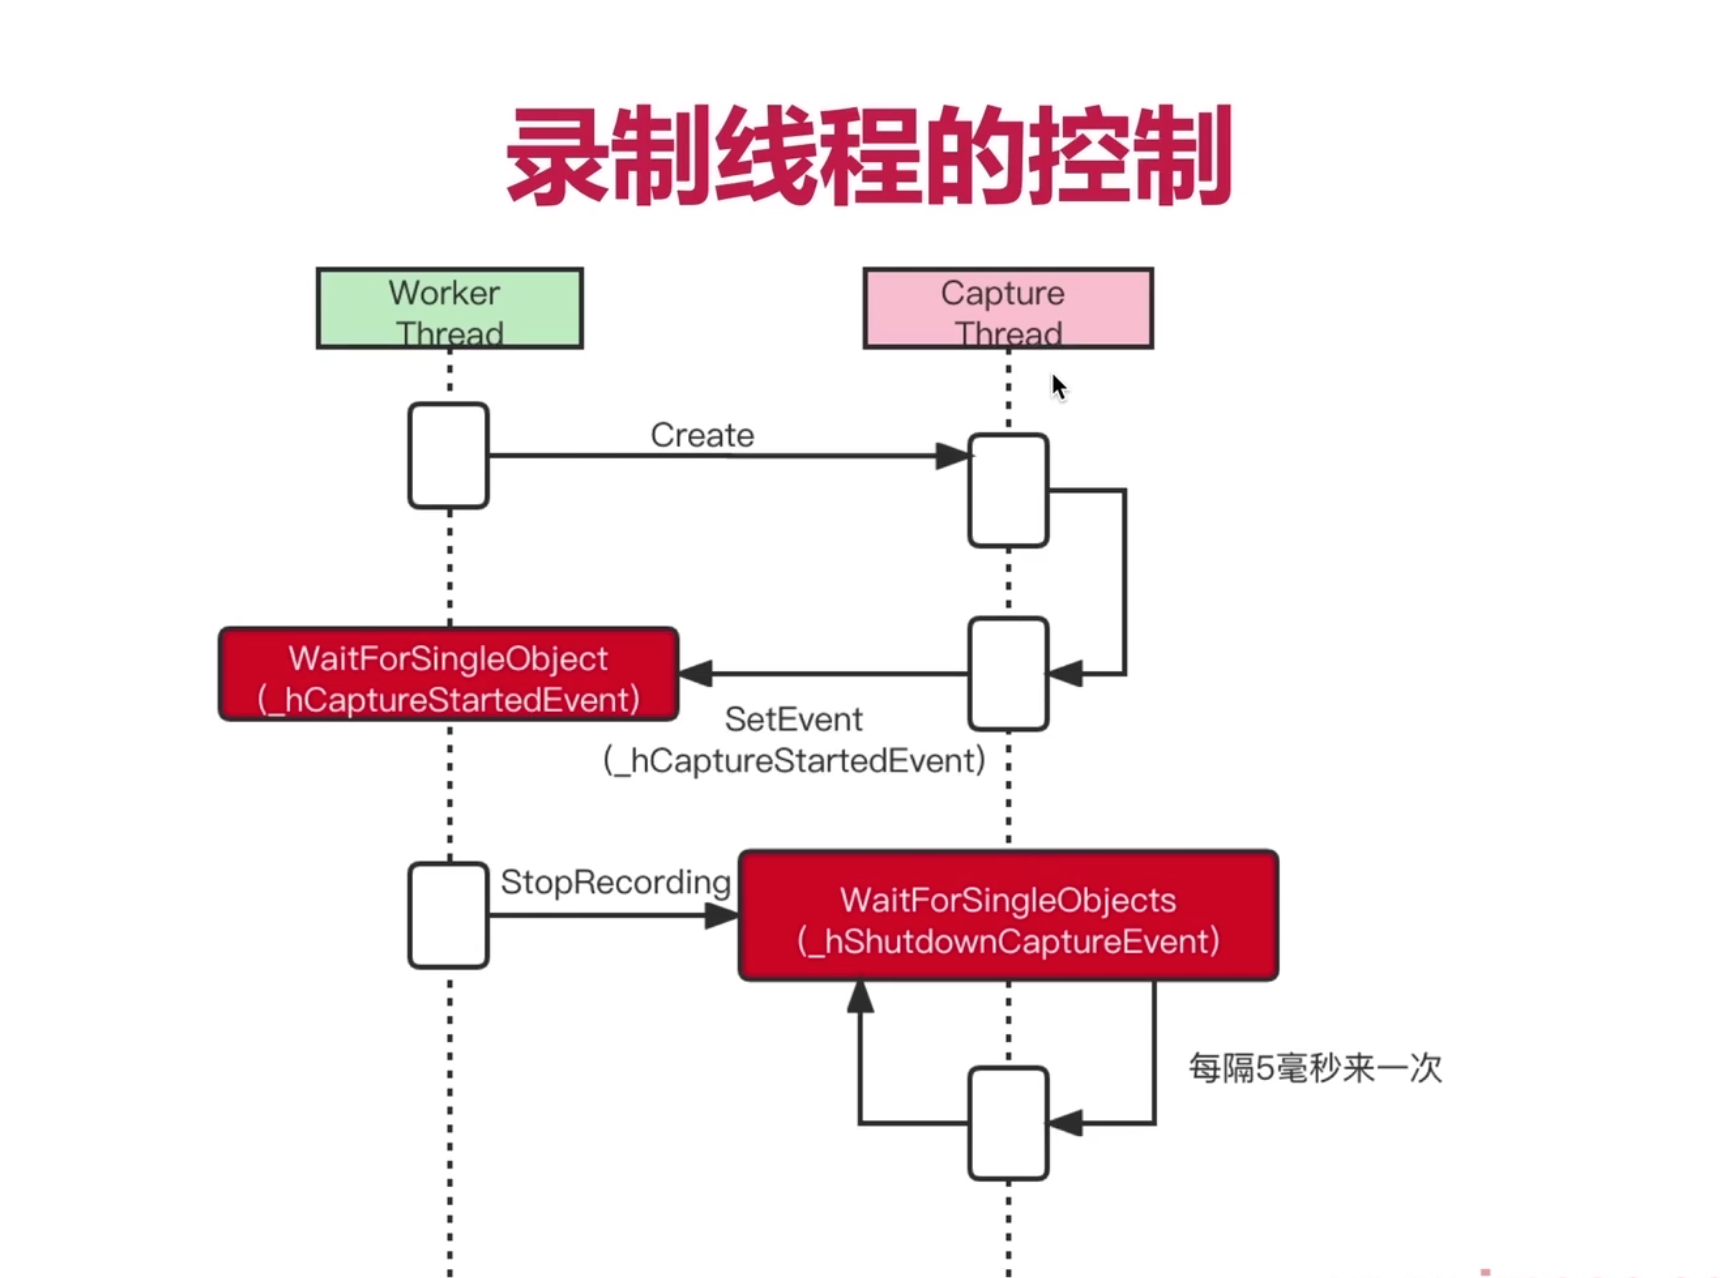 录制线程的控制
Worker
Thread
Capture
Thread
Create
WaitForSingleObject
(_hCaptureStartedEvent)
SetEvent
(_hCaptureStartedEvent)
StopRecording
WaitForSingleObjects
(_hShutdownCaptureEvent)
每隔5毫秒来一次